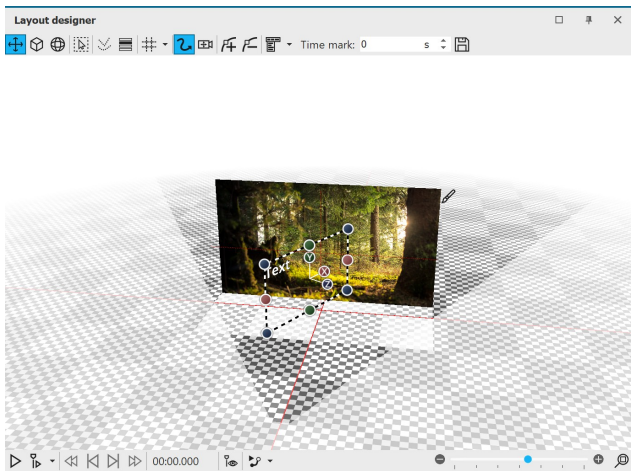 Layout designer
Time mark: 0 s
Text
Y
X
Z
00:00.000